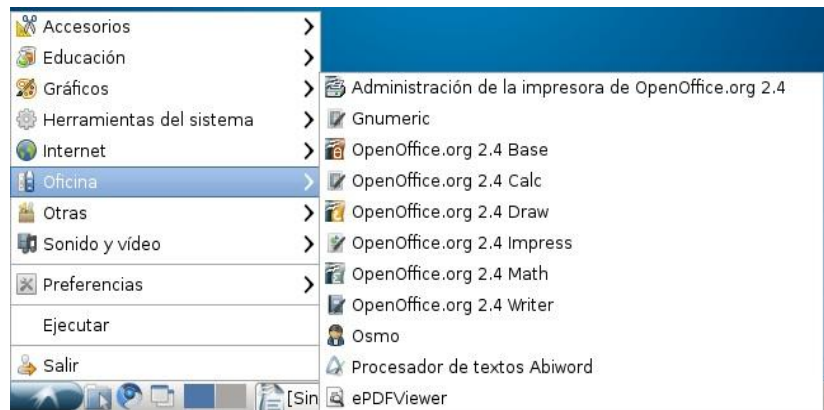 Accesorios
Educación
Gráficos
Herramientas del sistema
Internet
Oficina
Otras
Sonido y vídeo
Preferencias
Ejecutar
Salir
[Sin
Administración de la impresora de OpenOffice.org 2.4
Gnumeric
OpenOffice.org 2.4 Base
OpenOffice.org 2.4 Calc
OpenOffice.org 2.4 Draw
OpenOffice.org 2.4 Impress
OpenOffice.org 2.4 Math
OpenOffice.org 2.4 Writer
Osmo
Procesador de textos Abiword
ePDFViewer